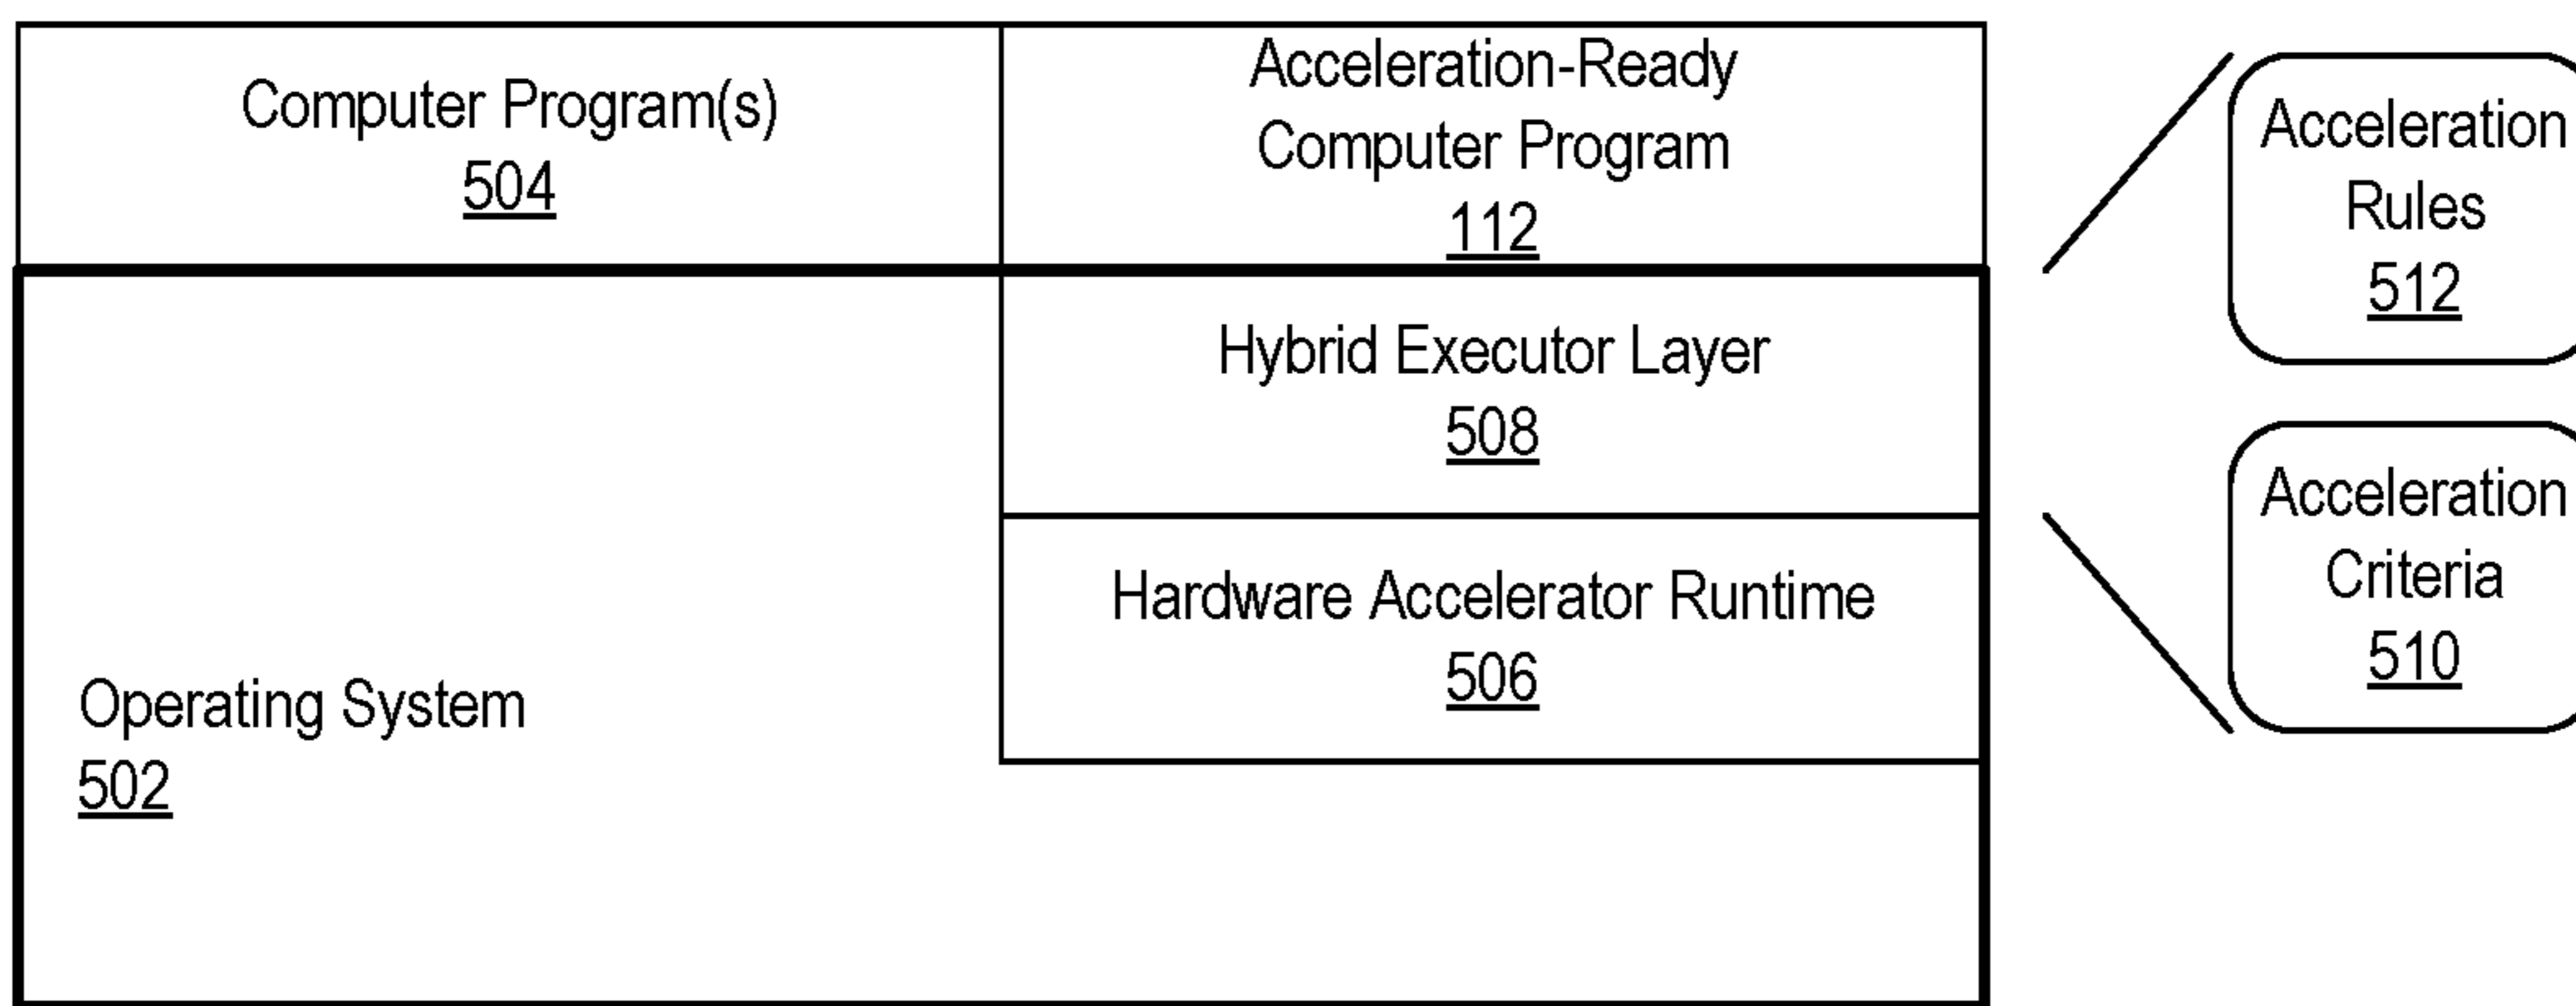 Computer Program(s)
504
Acceleration-Ready
Computer Program
112
Hybrid Executor Layer
508
Hardware Accelerator Runtime
506
Operating System
502
Acceleration
Rules
512
Acceleration
Criteria
510